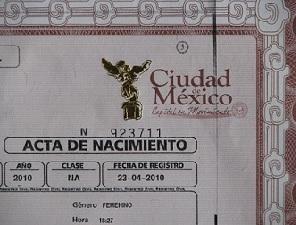 Ciudad
de
México
Capital en Movimiento
N 923711
ACTA DE NACIMIENTO
AÑO CLASE FECHA DE REGISTRO
2010 NA 23-04-2010
Género FEMENINO
Hora 18:27